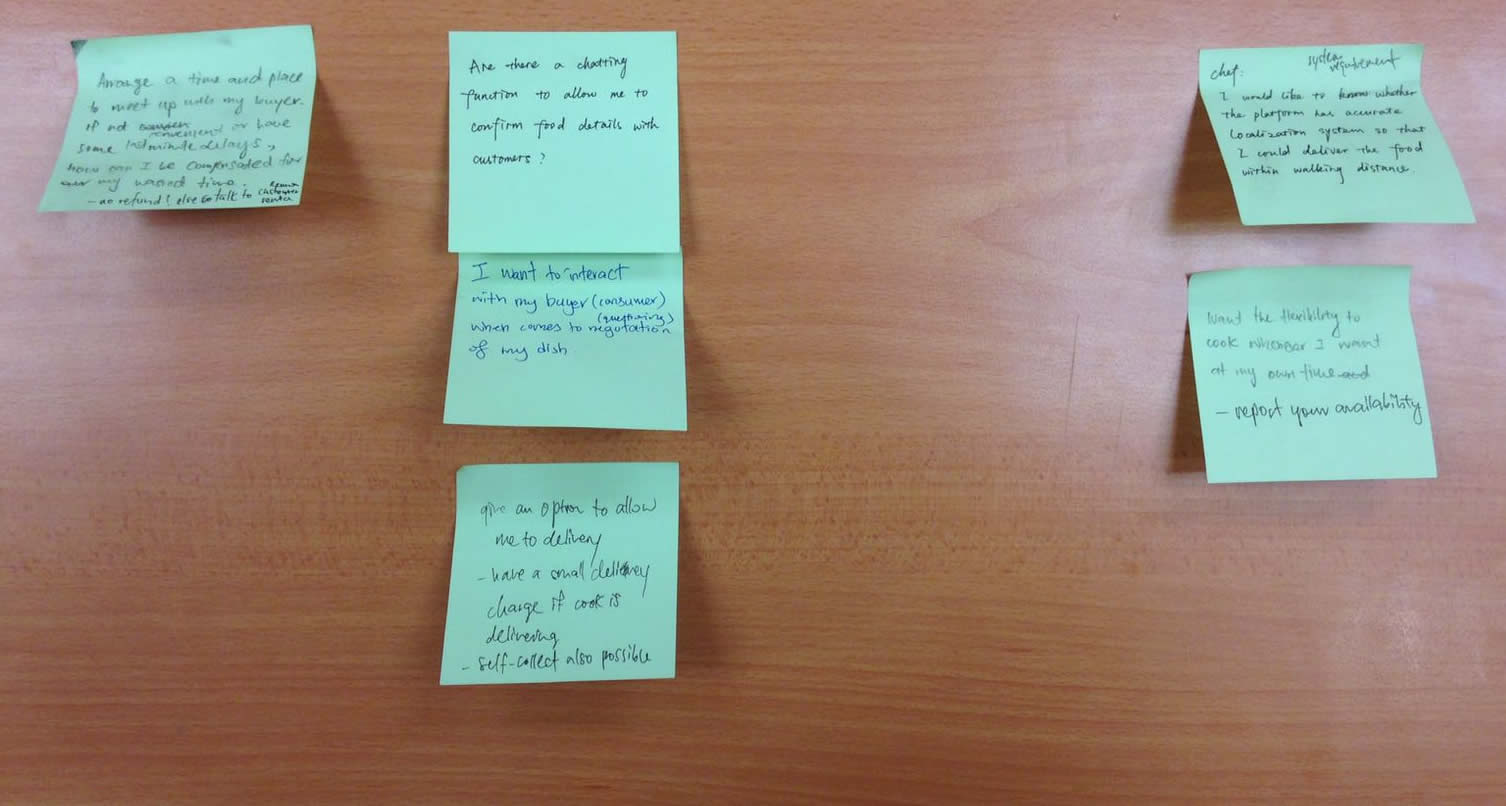 Arrange a time and place
to meet up with my buyer.
if not convenient or have
some last minute delays,
how can I be compensated for
my wasted time.
- no refund! else go talk to customer
service
Are there a chatting
function to allow me to
confirm food details with
customers?
I want to interact
with my buyer (consumer)
(questioning)
when comes to negotation
of my dish
give an option to allow
me to delivery
- have a small delivery
charge if cook is
delivering
- self-collect also possible
chef:
system
requirement
I would like to know whether
the platform has accurate
localization system so that
I could deliver the food
within walking distance.
Want the flexibility to
cook whenever I want
at my own time and
- report your availability